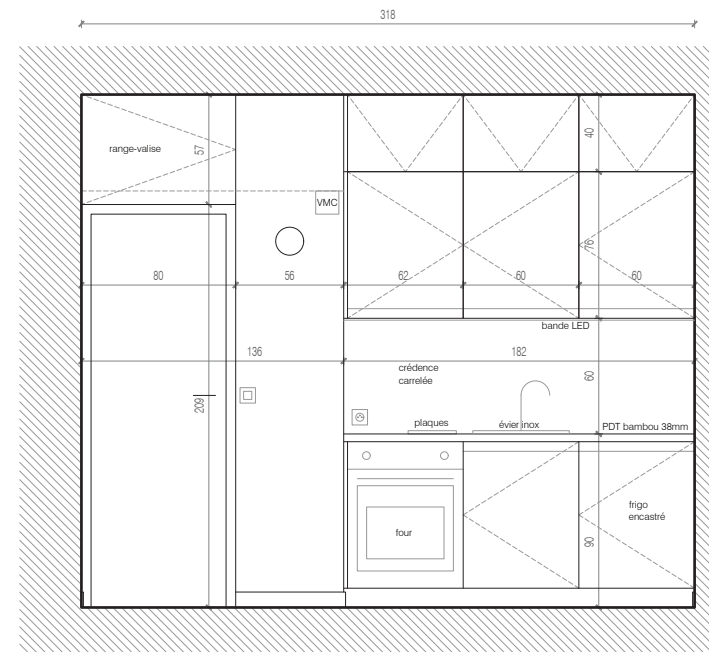 318
40
range-valise
57
VMC
76
80
56
62
60
60
bande LED
136
182
crédence
carrelée
60
209
plaques
évier inox
PDT bambou 38mm
frigo
encastré
four
90